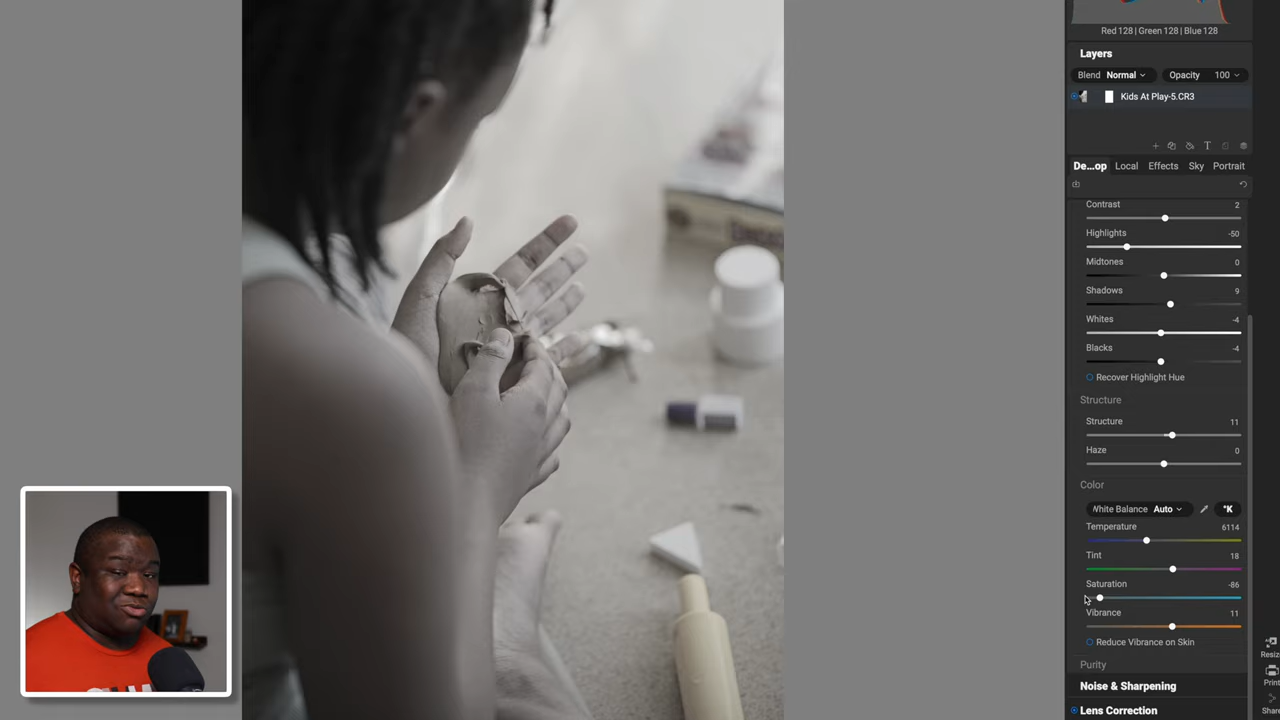 Red 128 | Green 128 | Blue 128
Layers
Blend Normal Opacity 100
Kids At Play-5.CR3
T
De...op Local Effects Sky Portrait
Contrast 2
Highlights -50
Midtones 0
Shadows 9
Whites -4
Blacks -4
Recover Highlight Hue
Structure
Structure 11
Haze 0
Color
White Balance Auto °K
Temperature 6114
Tint 18
Saturation -86
Vibrance 11
Reduce Vibrance on Skin
Purity
Noise & Sharpening
Lens Correction
Resiz
Print
Shar